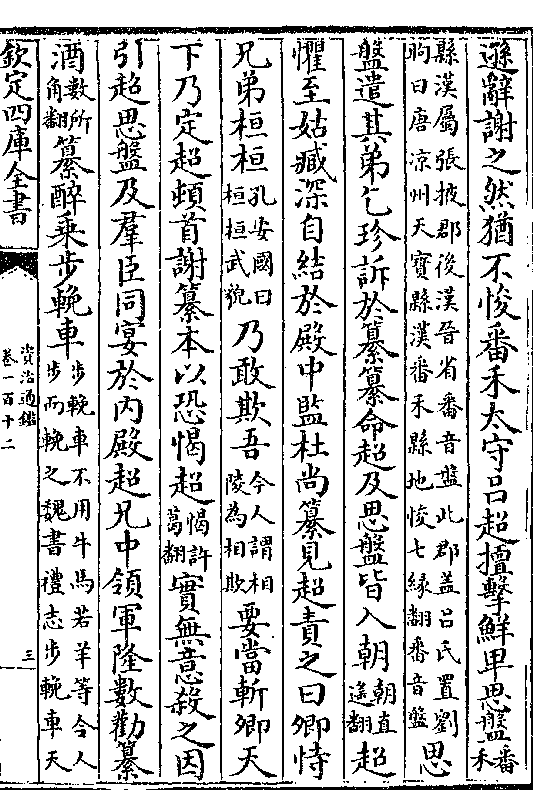 遜辭謝之然猶不悛番禾太守呂超擅擊鮮卑思盤番禾
縣漢屬張掖郡後漢晉省番音盤此郡蓋呂氏置劉
昫曰唐涼州天寶縣漢番禾縣地悛七緣翻番音盤思
盤遣其弟乞珍訴於纂纂命超及思盤皆入朝朝直遥翻超
懼至姑臧深自結於殿中監杜尚纂見超責之曰卿恃
兄弟桓桓孔安國曰桓桓武貌乃敢欺吾今人謂相陵為相欺要當斬卿天
下乃定超頓首謝纂本以恐愒超愒許葛翻實無意殺之因
引超思盤及羣臣同宴於内殿超兄中領軍隆數勸纂
酒數所角翻纂醉乗步輓車步輓車不用牛馬若羊等令人步而輓之魏書禮志步輓車天
欽定四庫全書
資治通鑑
卷一百十二
三